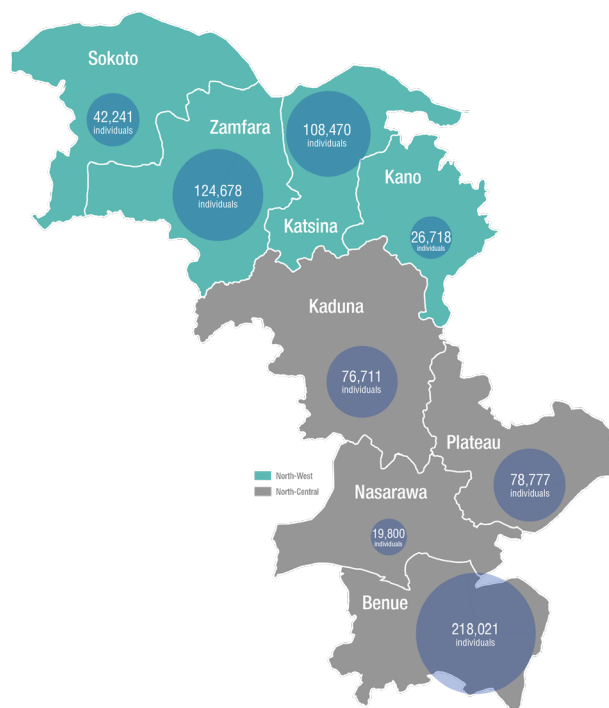 Sokoto
42,241
individuals
Zamfara
124,678
individuals
108,470
individuals
Katsina
Kano
26,718
individuals
Kaduna
76,711
individuals
Plateau
78,777
individuals
North-West
North-Central
Nasarawa
19,800
individuals
Benue
218,021
individuals